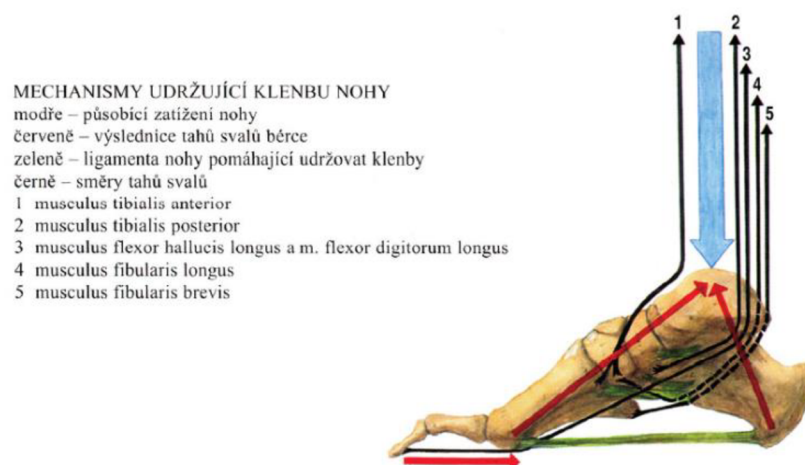 1 2
3
4
5
MECHANISMY UDRŽUJÍCÍ KLENBU NOHY
modře – působící zatížení nohy
červeně – výslednice tahů svalů bérce
zeleně – ligamenta nohy pomáhající udržovat klenby
černě – směry tahů svalů
1 musculus tibialis anterior
2 musculus tibialis posterior
3 musculus flexor hallucis longus a m. flexor digitorum longus
4 musculus fibularis longus
5 musculus fibularis brevis